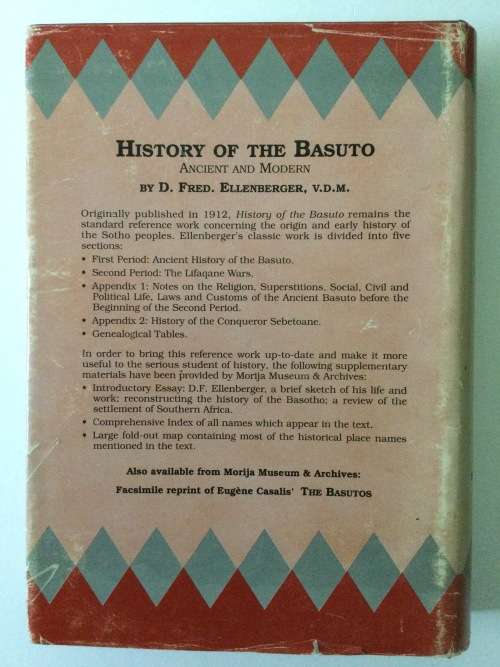 HISTORY OF THE BASUTO
ANCIENT AND MODERN
BY D. FRED. ELLENBERGER, V.D.M.
Originally published in 1912, History of the Basuto remains the
standard reference work concerning the origin and early history of
the Sotho peoples. Ellenberger's classic work is divided into five
sections:
• First Period: Ancient History of the Basuto.
• Second Period: The Lifaqane Wars.
• Appendix 1: Notes on the Religion, Superstitions, Social, Civil and
Political Life, Laws and Customs of the Ancient Basuto before the
Beginning of the Second Period.
• Appendix 2: History of the Conqueror Sebetoane.
• Genealogical Tables.
In order to bring this reference work up-to-date and make it more
useful to the serious student of history, the following supplementary
materials have been provided by Morija Museum & Archives:
• Introductory Essay: D.F. Ellenberger, a brief sketch of his life and
work; reconstructing the history of the Basotho; a review of the
settlement of Southern Africa.
• Comprehensive Index of all names which appear in the text.
• Large fold-out map containing most of the historical place names
mentioned in the text.
Also available from Morija Museum & Archives:
Facsimile reprint of Eugène Casalis' THE BASUTOS